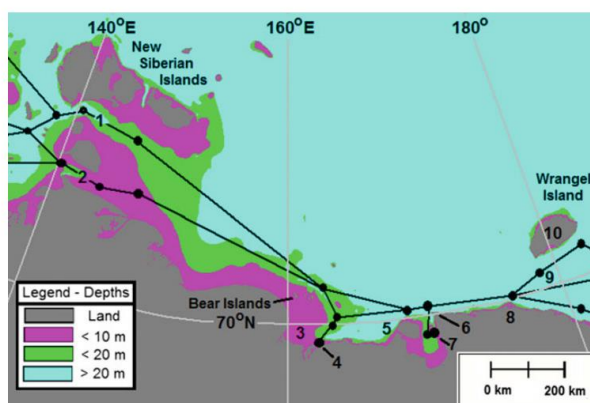 140°E
160°E
180°
New
Siberian
Islands
1
2
Wrangel
Island
10
9
Bear Islands
70°N
3
4
5
6
7
8
Legend - Depths
Land
< 10 m
< 20 m
> 20 m
0 km
200 km